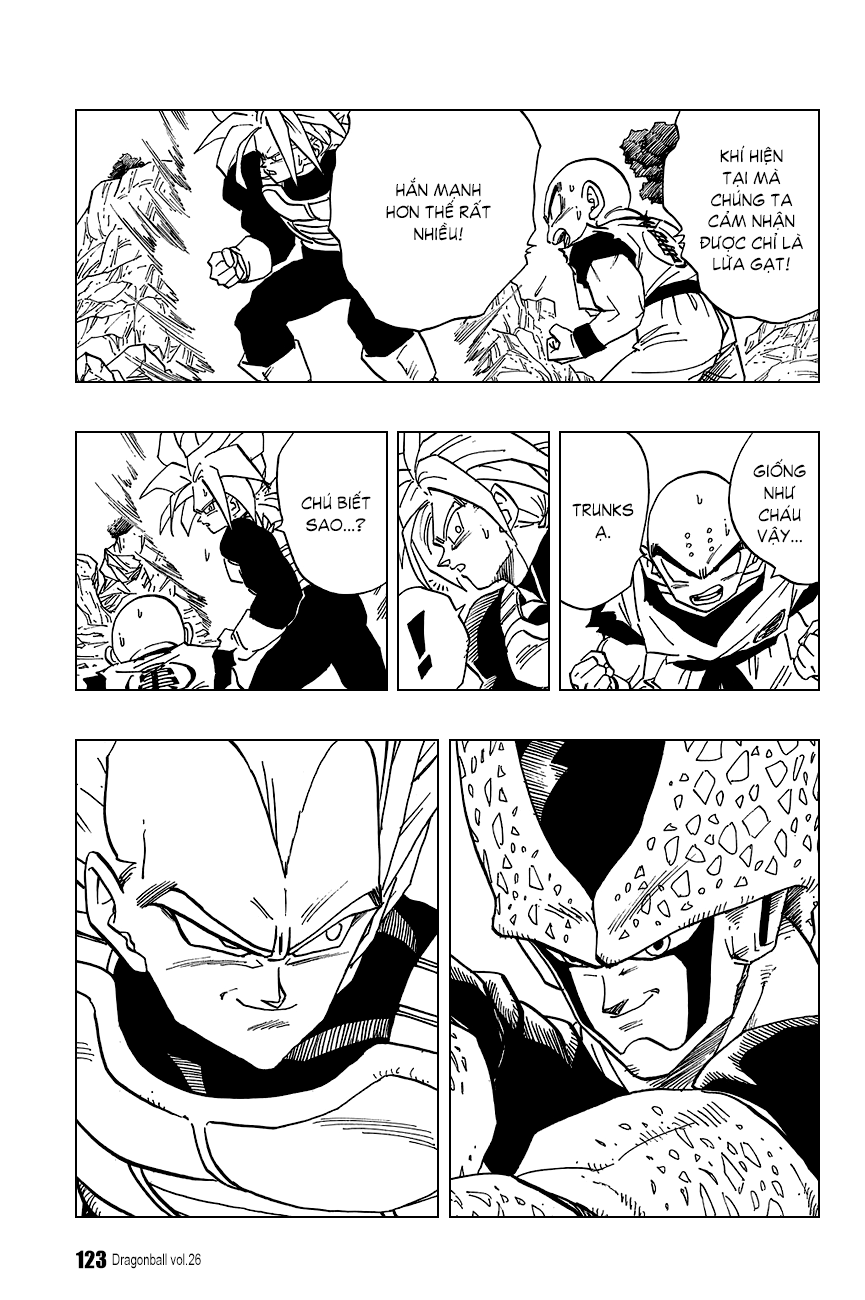 KHÍ HIỆN
TẠI MÀ
CHÚNG TA
CẢM NHẬN
ĐƯỢC CHỈ LÀ
LỪA GẠT!
HẮN MẠNH
HƠN THẾ RẤT
NHIỀU!
GIỐNG
NHƯ
CHÁU
VẬY...
TRUNKS
Ạ.
!
CHÚ BIẾT
SAO...?
123 Dragonball vol.26